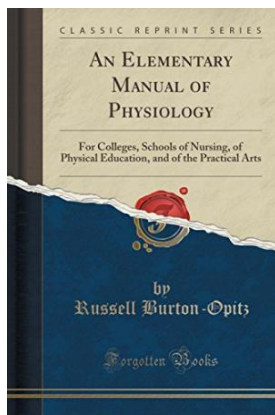 CLASSIC REPRINT SERIES
AN ELEMENTARY
MANUAL OF
PHYSIOLOGY
For Colleges, Schools of Nursing, of
Physical Education, and of the Practical Arts
by
Russell Burton-Opitz
Forgotten Books